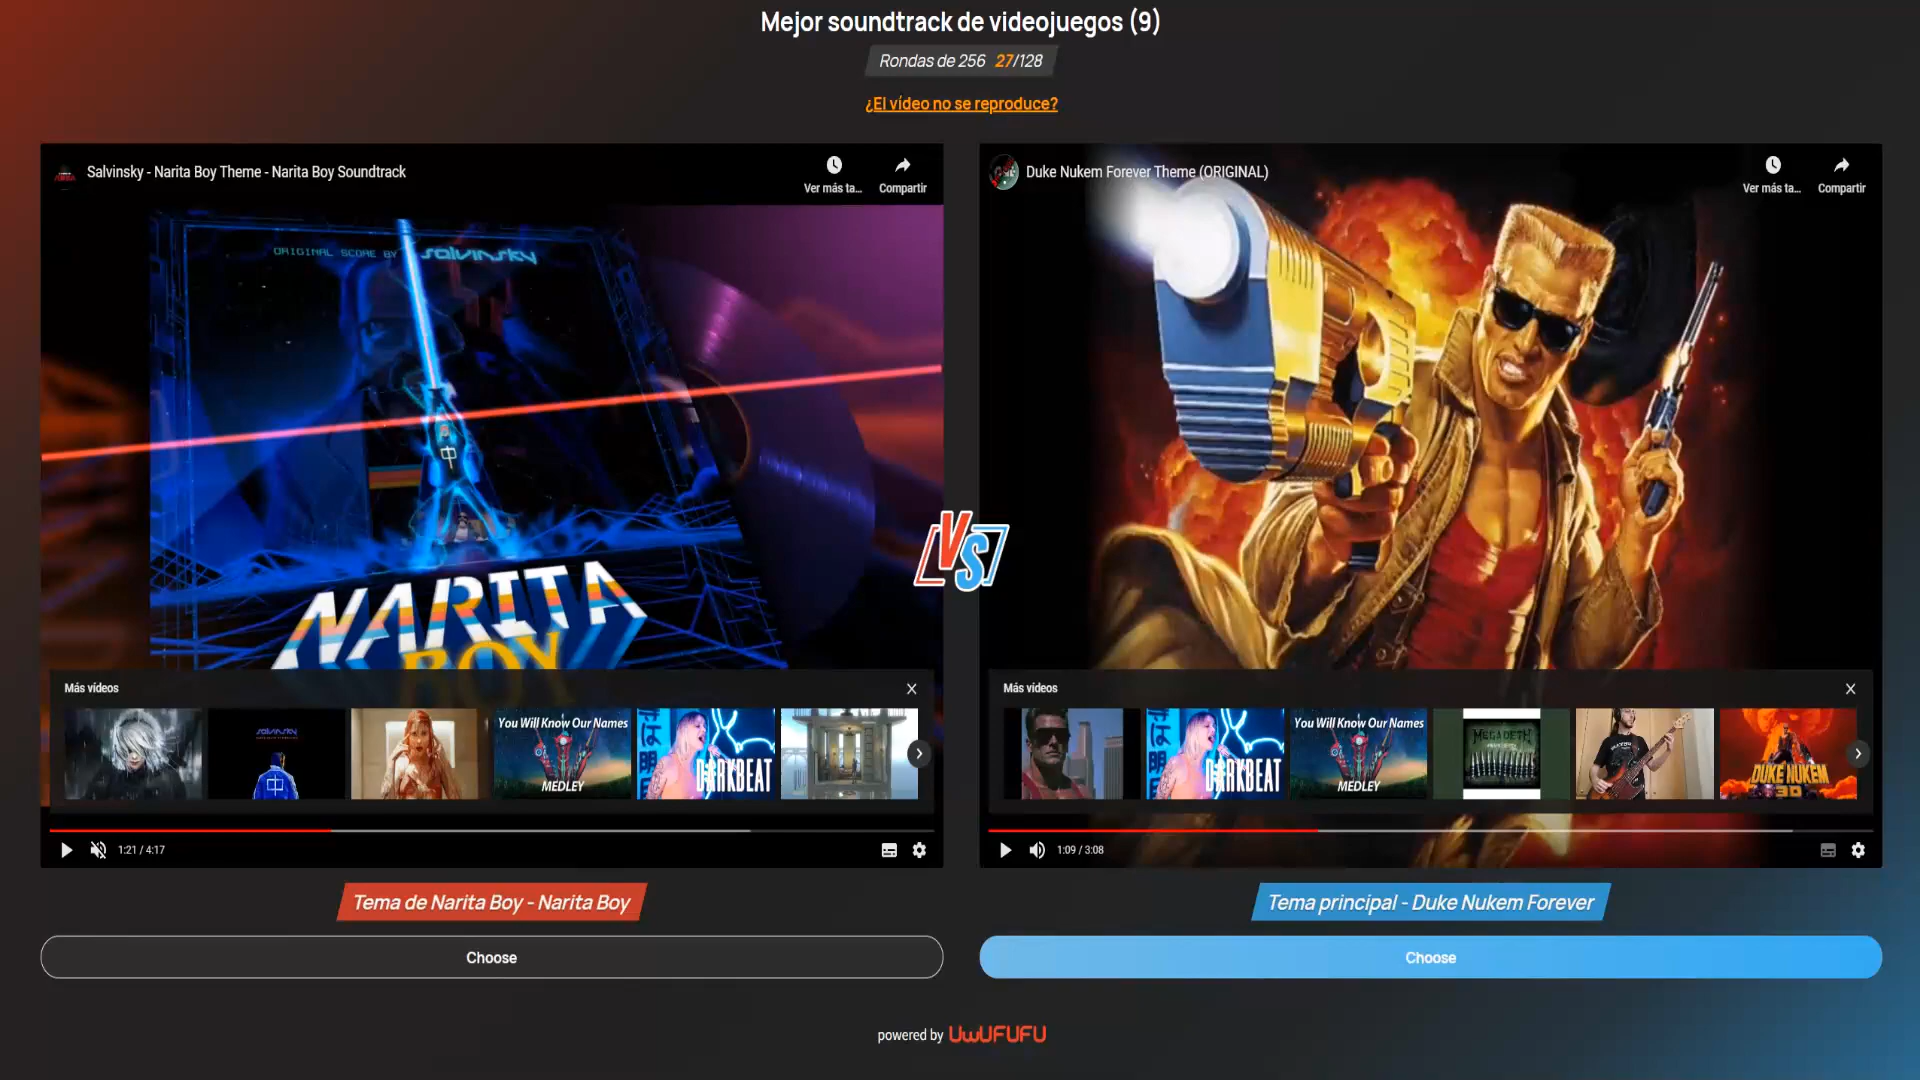 Mejor soundtrack de videojuegos (9)
Rondas de 256 27/128
¿El vídeo no se reproduce?
Salvinsky - Narita Boy Theme - Narita Boy Soundtrack
Ver más ta...
Compartir
ORIGINAL SCORE BY salvinsky
NARITA
BOY
Más vídeos
You Will Know Our Names
MEDLEY
DARKBEAT
1:21 / 4:17
Tema de Narita Boy - Narita Boy
Choose
VS
Duke Nukem Forever Theme (ORIGINAL)
Ver más ta...
Compartir
Más vídeos
DARKBEAT
You Will Know Our Names
MEDLEY
MEGADETH
DUKE NUKEM
3D
1:09 / 3:08
Tema principal - Duke Nukem Forever
Choose
powered by UwUFUFU